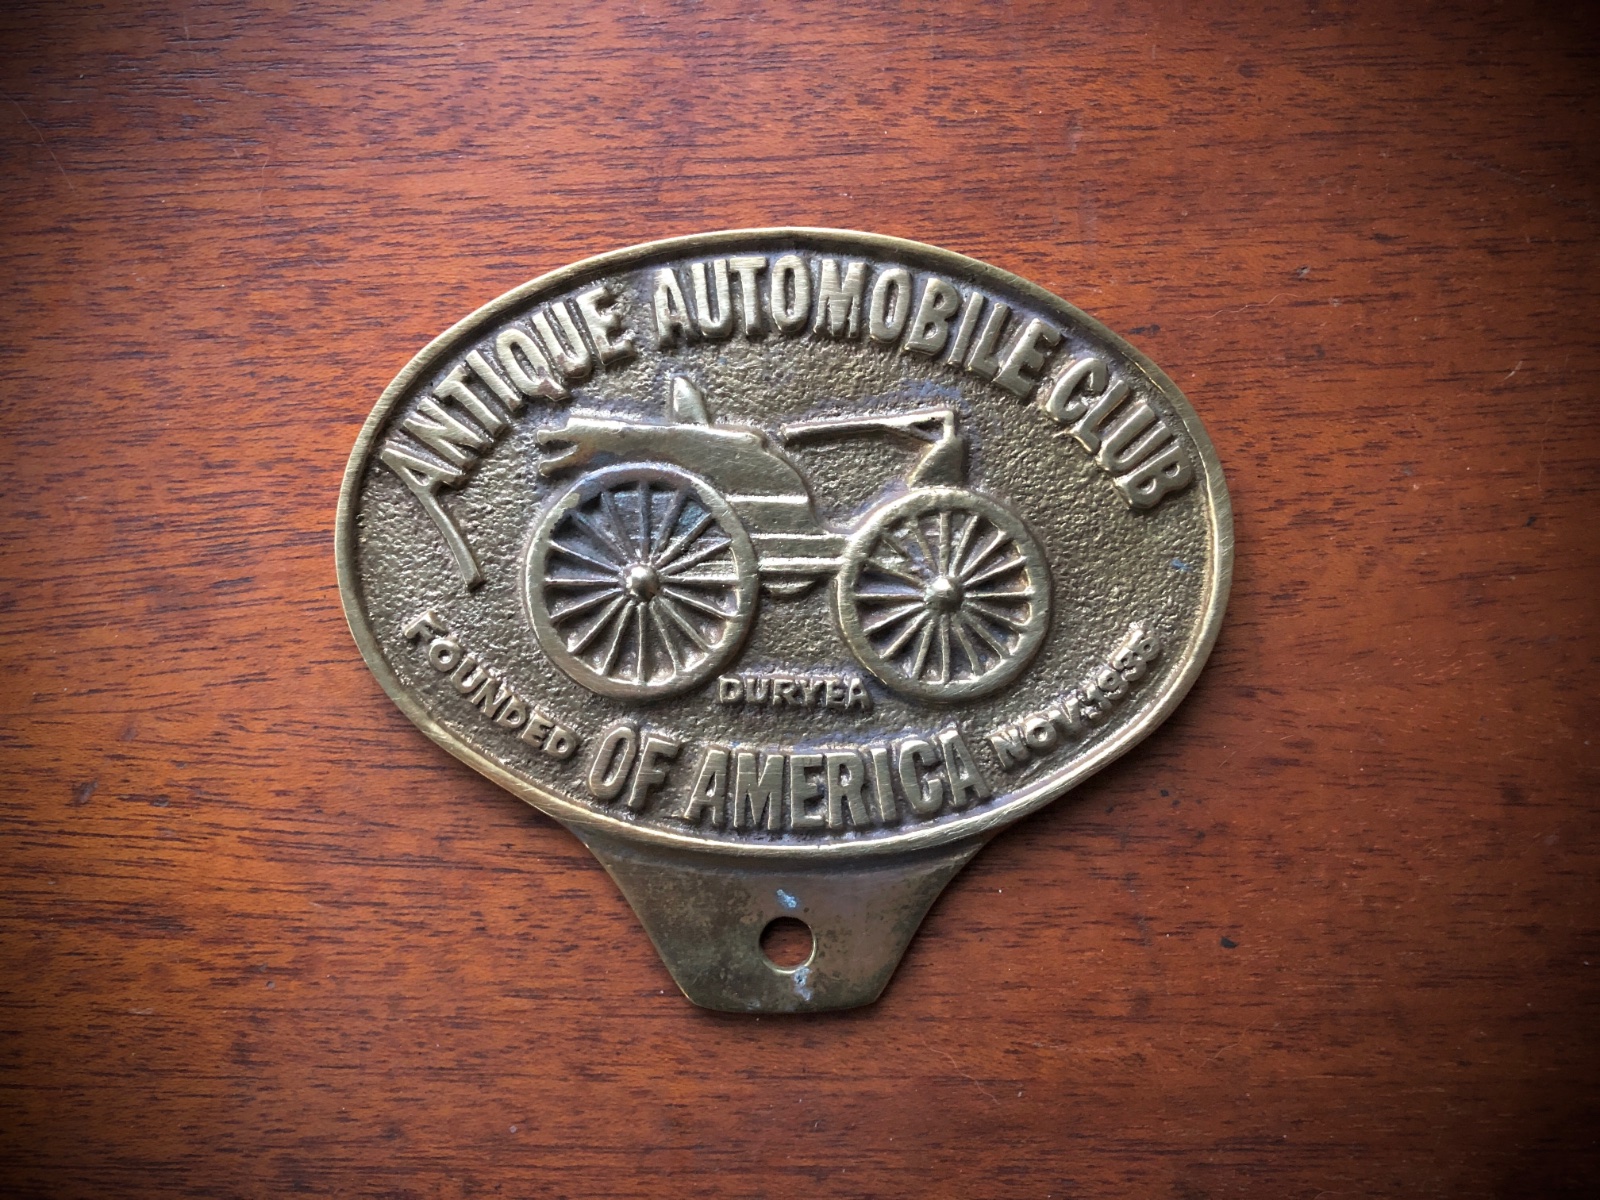 ANTIQUE AUTOMOBILE CLUB
DURYEA
FOUNDED OF AMERICA NOV. 1935